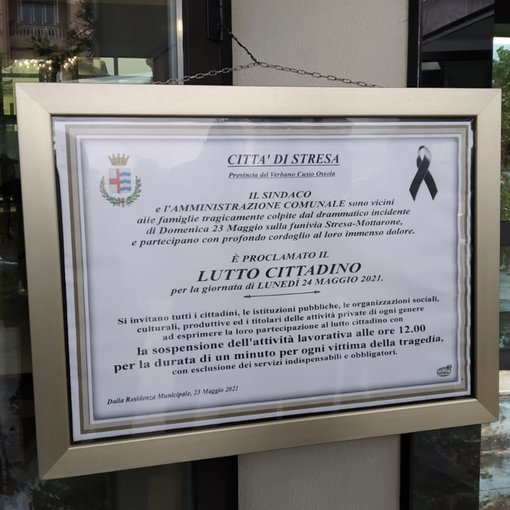 CITTA' DI STRESA
Provincia del Verbano Cusio Ossola
IL SINDACO
e l'AMMINISTRAZIONE COMUNALE sono vicini
alle famiglie tragicamente colpite dal drammatico incidente
di Domenica 23 Maggio sulla funivia Stresa-Mottarone,
e partecipano con profondo cordoglio al loro immenso dolore.
È PROCLAMATO IL
LUTTO CITTADINO
per la giornata di LUNEDÌ 24 MAGGIO 2021.
Si invitano tutti i cittadini, le istituzioni pubbliche, le organizzazioni sociali,
culturali, produttive ed i titolari delle attività private di ogni genere
ad esprimere la loro partecipazione al lutto cittadino con
la sospensione dell'attività lavorativa alle ore 12.00
per la durata di un minuto per ogni vittima della tragedia,
con esclusione dei servizi indispensabili e obbligatori.
Dalla Residenza Municipale, 23 Maggio 2021